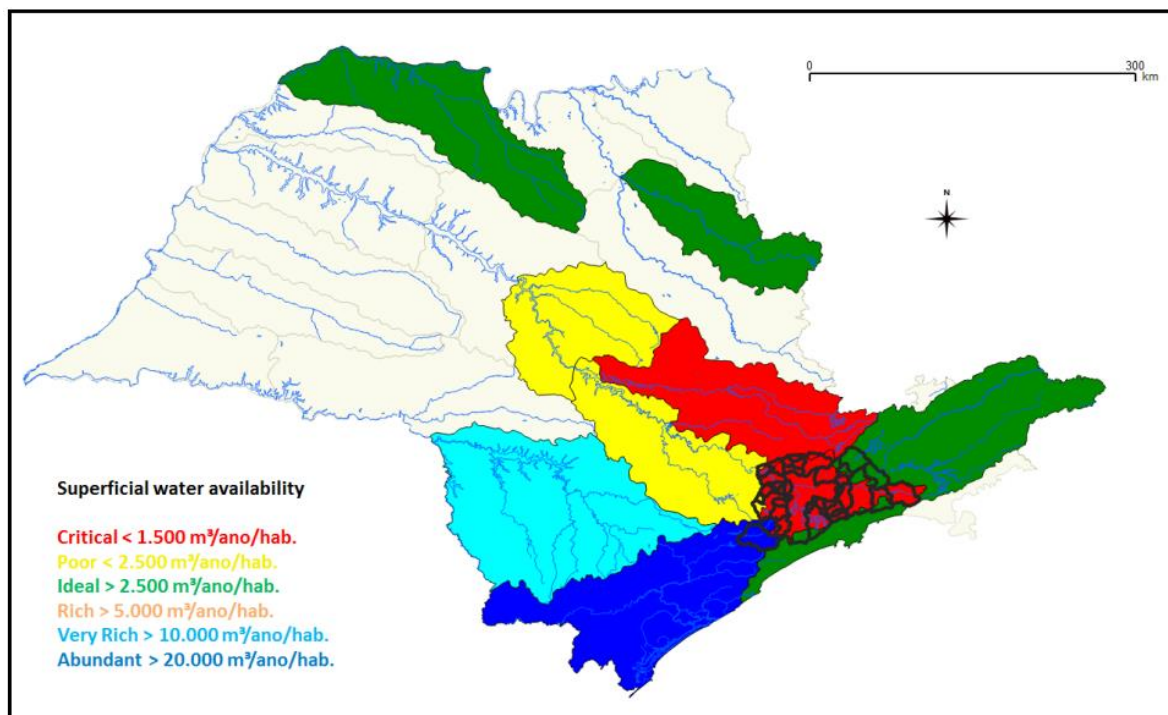 0
300
km
N
Superficial water availability
Critical < 1.500 m³/ano/hab.
Poor < 2.500 m³/ano/hab.
Ideal > 2.500 m³/ano/hab.
Rich > 5.000 m³/ano/hab.
Very Rich > 10.000 m³/ano/hab.
Abundant > 20.000 m³/ano/hab.